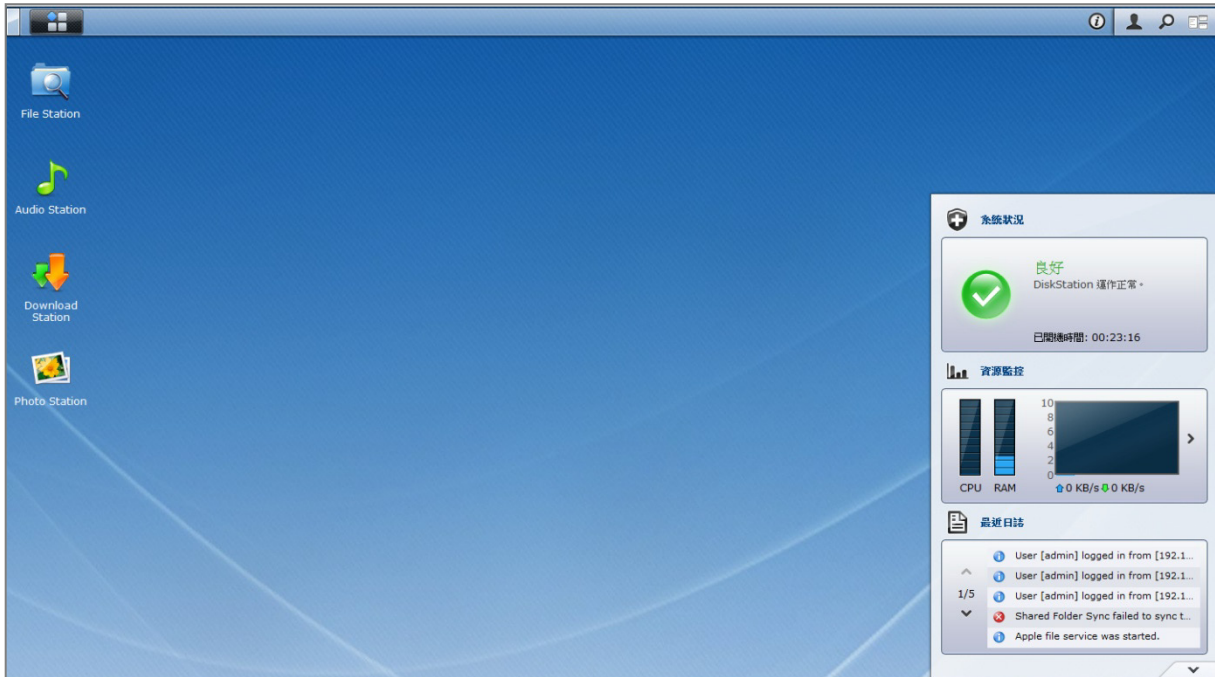 File Station
Audio Station
Download
Station
Photo Station
系統狀況
良好
DiskStation 運作正常。
已開機時間: 00:23:16
資源監控
10
8
6
4
2
0
CPU RAM
0 KB/s 0 KB/s
最近日誌
User [admin] logged in from [192.1...
User [admin] logged in from [192.1...
1/5
User [admin] logged in from [192.1...
Shared Folder Sync failed to sync t...
Apple file service was started.